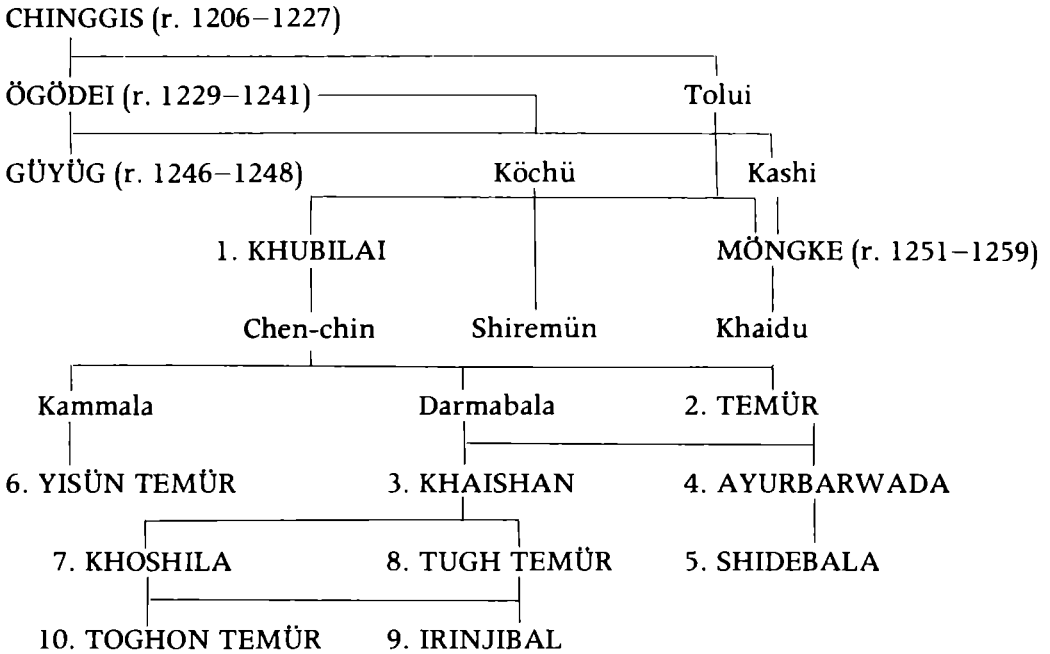 CHINGGIS (r. 1206–1227)
ÖGÖDEI (r. 1229–1241) Tolui
GÜYÜG (r. 1246–1248) Köchü Kashi
1. KHUBILAI MÖNGKE (r. 1251–1259)
Chen-chin Shiremün Khaidu
Kammala Darmabala 2. TEMÜR
6. YISÜN TEMÜR 3. KHAISHAN 4. AYURBARWADA
7. KHOSHILA 8. TUGH TEMÜR 5. SHIDEBALA
10. TOGHON TEMÜR 9. IRINJIBAL